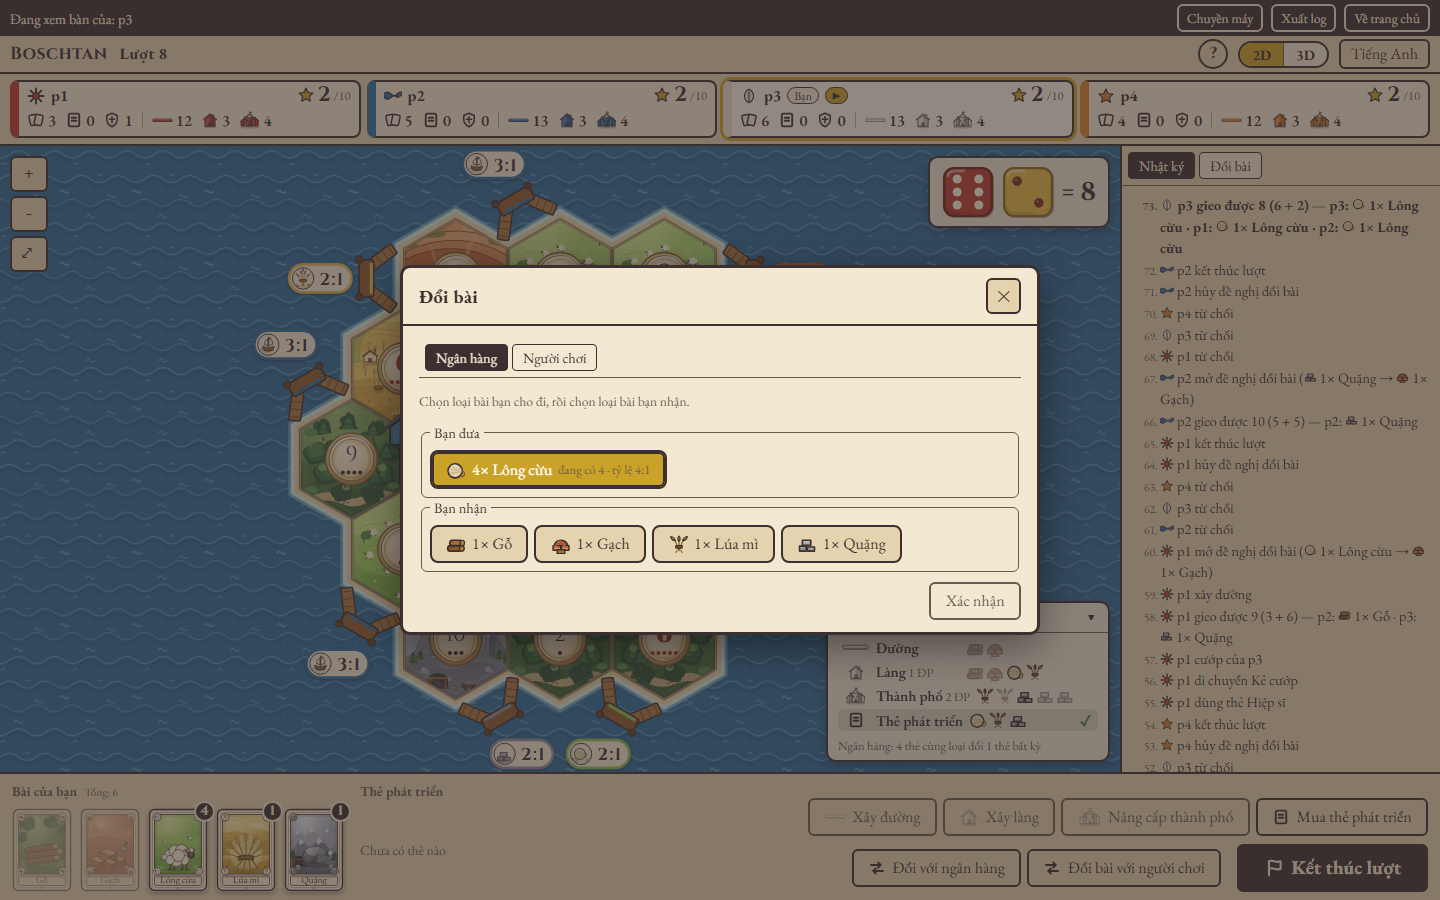 Đang xem bàn của: p3
Chuyền máy
Xuất log
Về trang chủ
BOSCHTAN Lượt 8
?
2D
3D
Tiếng Anh
p1
2 /10
3 0 1 12 3 4
p2
2 /10
5 0 0 13 3 4
p3 Bạn
2 /10
6 0 0 13 3 4
p4
2 /10
4 0 0 12 3 4
+
-
3:1
2:1
3:1
9
3:1
10
2
2:1
2:1
= 8
Đổi bài
Ngân hàng
Người chơi
Chọn loại bài bạn cho đi, rồi chọn loại bài bạn nhận.
Bạn đưa
4× Lông cừu đang có 4 · tỷ lệ 4:1
Bạn nhận
1× Gỗ
1× Gạch
1× Lúa mì
1× Quặng
Xác nhận
Đường
Làng 1 ĐP
Thành phố 2 ĐP
Thẻ phát triển
Ngân hàng: 4 thẻ cùng loại đổi 1 thẻ bất kỳ
Nhật ký
Đổi bài
73. p3 gieo được 8 (6 + 2) — p3: 1× Lông
cừu · p1: 1× Lông cừu · p2: 1× Lông
cừu
72. p2 kết thúc lượt
71. p2 hủy đề nghị đổi bài
70. p4 từ chối
69. p3 từ chối
68. p1 từ chối
67. p2 mở đề nghị đổi bài (1× Quặng → 1×
Gạch)
66. p2 gieo được 10 (5 + 5) — p2: 1× Quặng
65. p1 kết thúc lượt
64. p1 hủy đề nghị đổi bài
63. p4 từ chối
62. p3 từ chối
61. p2 từ chối
60. p1 mở đề nghị đổi bài (1× Lông cừu →
1× Gạch)
59. p1 xây đường
58. p1 gieo được 9 (3 + 6) — p2: 1× Gỗ · p3:
1× Quặng
57. p1 cướp của p3
56. p1 di chuyển Kẻ cướp
55. p1 dùng thẻ Hiệp sĩ
54. p4 kết thúc lượt
53. p4 hủy đề nghị đổi bài
52. p3 từ chối
Bài của bạn Tổng: 6
Thẻ phát triển
4
1
1
Gỗ
Gạch
Lông cừu
Lúa mì
Quặng
Chưa có thẻ nào
Xây đường
Xây làng
Nâng cấp thành phố
Mua thẻ phát triển
Đổi với ngân hàng
Đổi bài với người chơi
Kết thúc lượt